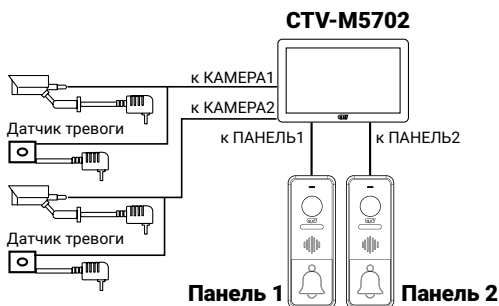 CTV-M5702
к КАМЕРА1
к КАМЕРА2
Датчик тревоги
к ПАНЕЛЬ1
к ПАНЕЛЬ2
Датчик тревоги
Панель 1
Панель 2